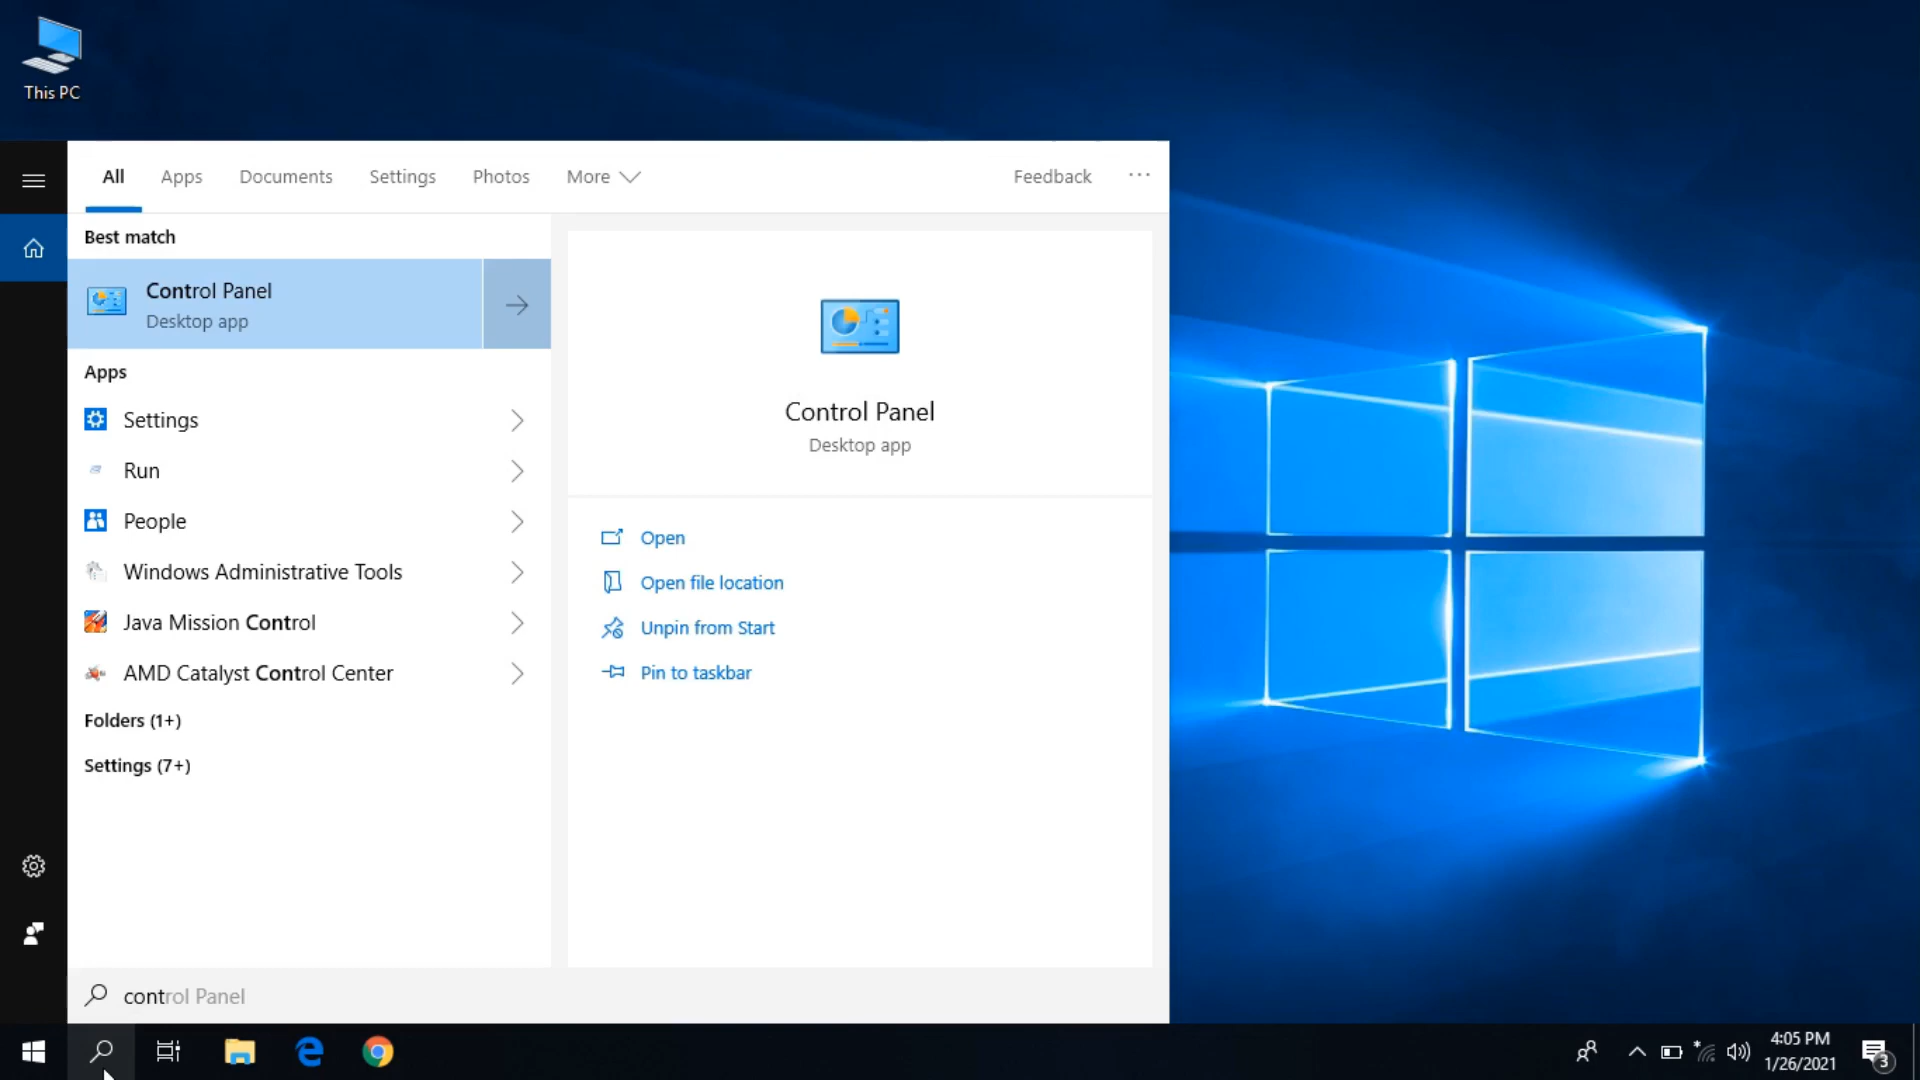 This PC
All Apps Documents Settings Photos More Feedback ...
Best match
Control Panel
Desktop app
Apps
Settings
Run
People
Windows Administrative Tools
Java Mission Control
AMD Catalyst Control Center
Folders (1+)
Settings (7+)
Control Panel
Desktop app
Open
Open file location
Unpin from Start
Pin to taskbar
control Panel
4:05 PM
1/26/2021
3